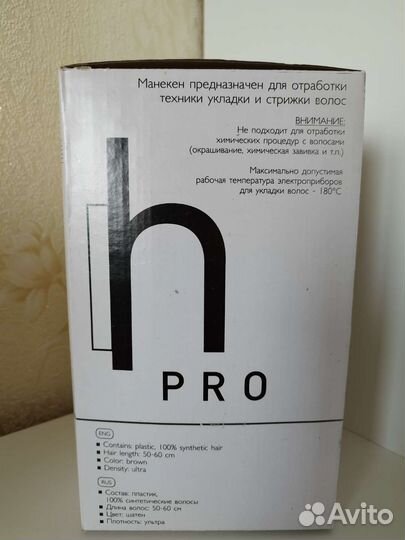 Манекен предназначен для отработки
техники укладки и стрижки волос
ВНИМАНИЕ:
Не подходит для отработки
химических процедур с волосами
(окрашивание, химическая завивка и т.п.)
Максимально допустимая
рабочая температура электроприборов
для укладки волос - 180°C
h
PRO
ENG
Contains: plastic, 100% synthetic hair
Hair length: 50-60 cm
Color: brown
Density: ultra
RUS
Состав: пластик,
100% синтетические волосы
Длина волос: 50-60 см
Цвет: шатен
Плотность: ультра
Avito